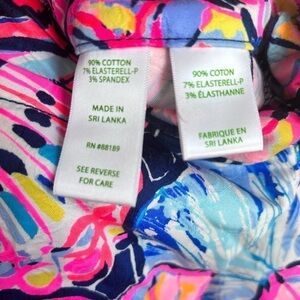 90% COTTON
7% ELASTERELL-P
3% SPANDEX
MADE IN
SRI LANKA
RN #88189
SEE REVERSE
FOR CARE
90% COTON
7% ELASTERELL-P
3% ÉLASTHANNE
FABRIQUE EN
SRI LANKA